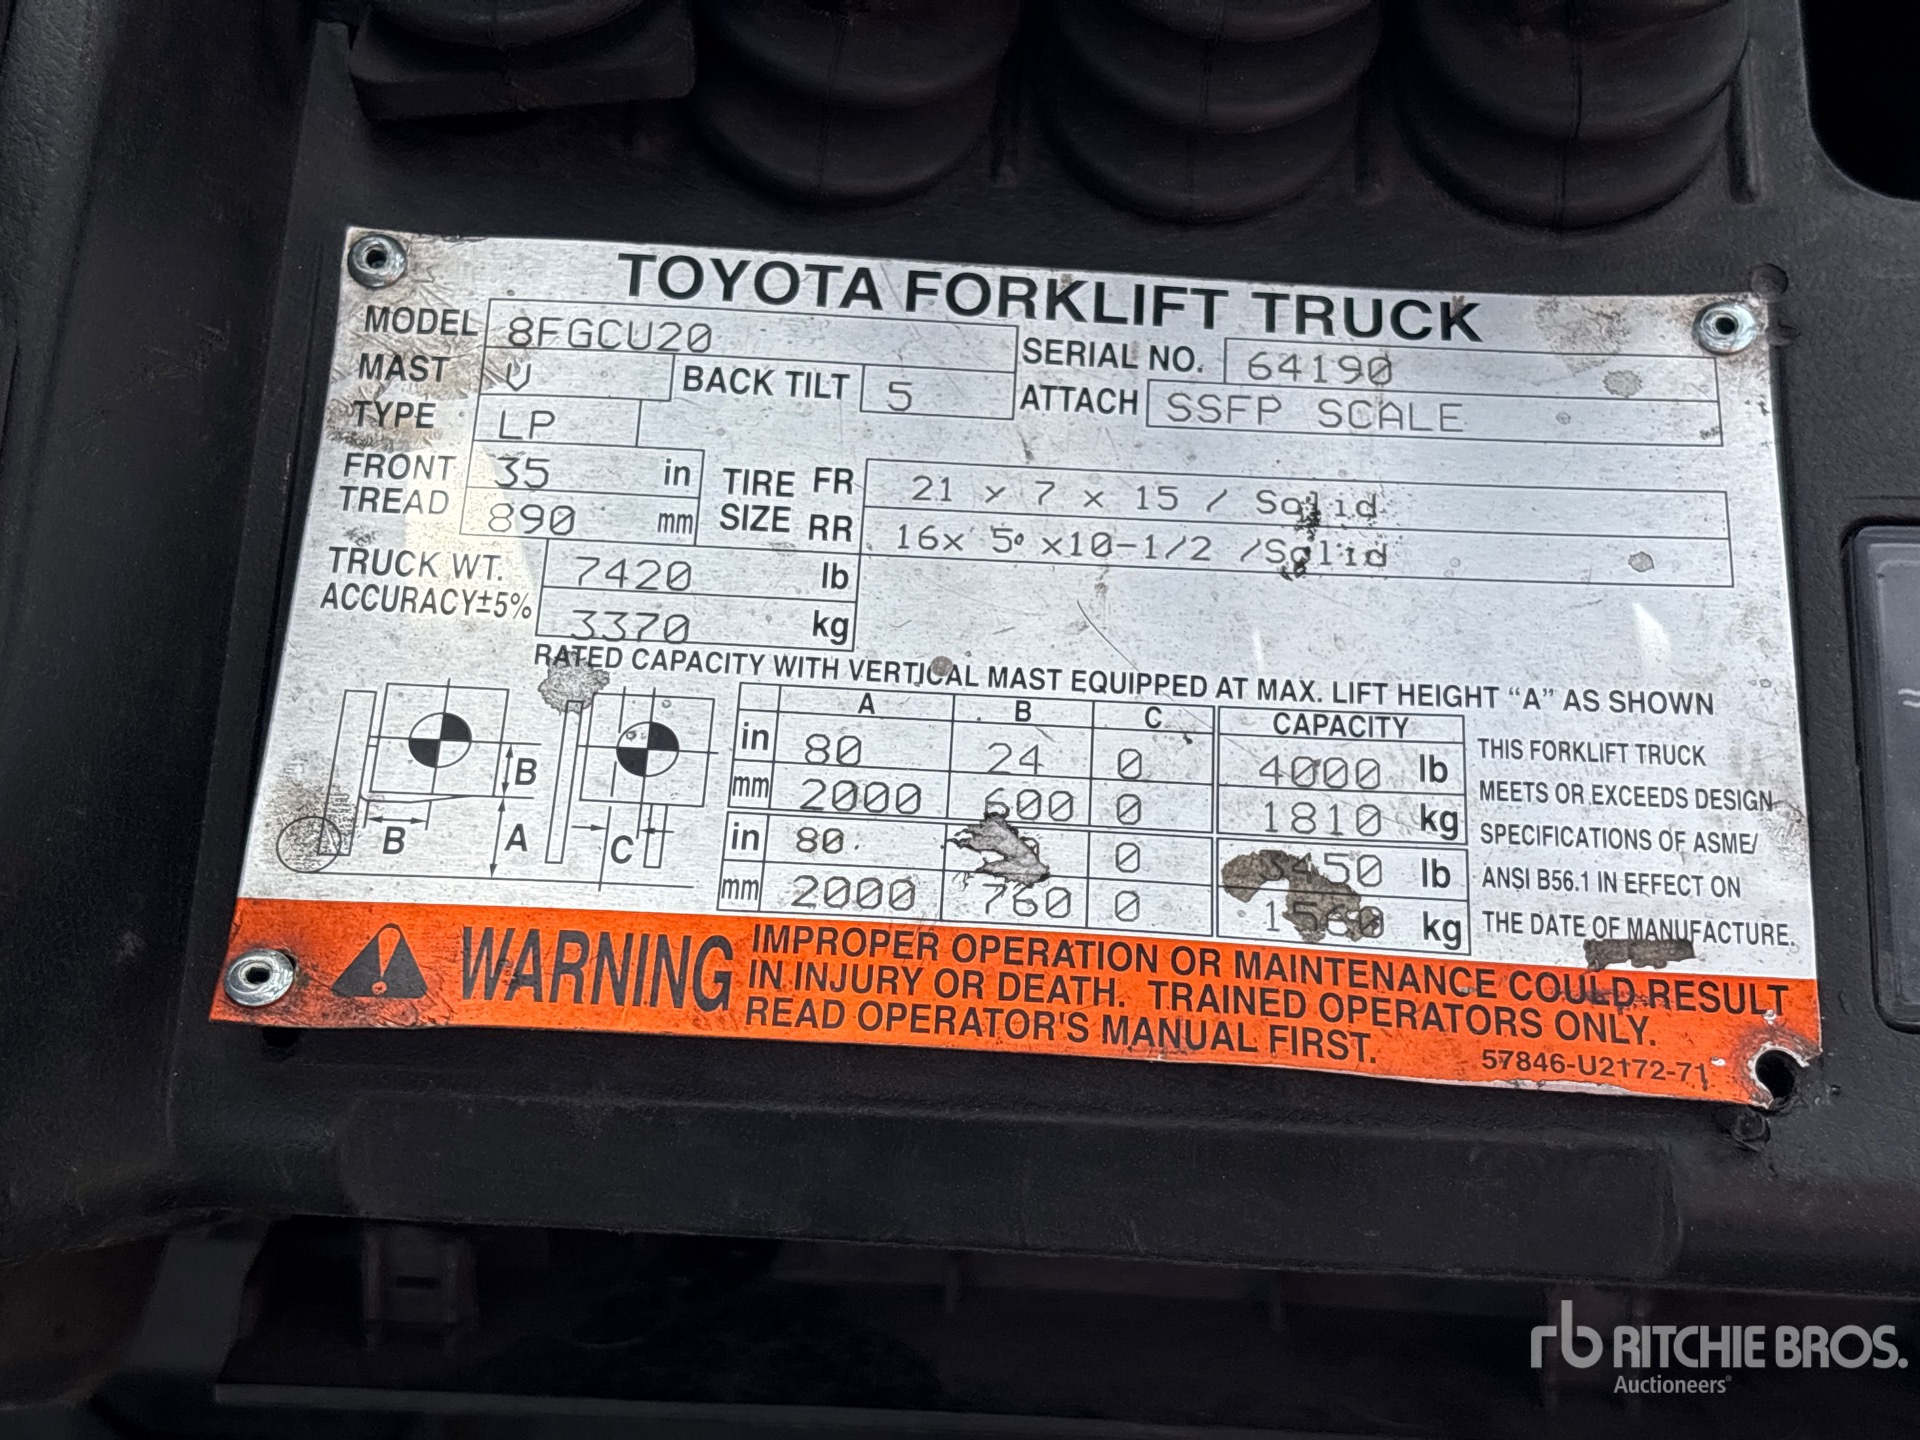 TOYOTA FORKLIFT TRUCK
MODEL 8FGCU20 SERIAL NO. 64190
MAST V BACK TILT 5 ATTACH SSFP SCALE
TYPE LP
FRONT TREAD 35 in TIRE SIZE FR 21 x 7 x 15 / Solid
890 mm RR 16x 5 x10-1/2 /Solid
TRUCK WT. 7420 lb
ACCURACY±5% 3370 kg
RATED CAPACITY WITH VERTICAL MAST EQUIPPED AT MAX. LIFT HEIGHT "A" AS SHOWN
A B C CAPACITY
in 80 24 0 4000 lb
mm 2000 600 0 1810 kg
in 80 0 lb
mm 2000 760 0 kg
B
B
A
C
THIS FORKLIFT TRUCK
MEETS OR EXCEEDS DESIGN
SPECIFICATIONS OF ASME/
ANSI B56.1 IN EFFECT ON
THE DATE OF MANUFACTURE.
WARNING
IMPROPER OPERATION OR MAINTENANCE COULD RESULT
IN INJURY OR DEATH. TRAINED OPERATORS ONLY.
READ OPERATOR'S MANUAL FIRST.
57846-U2172-71
rb RITCHIE BROS.
Auctioneers